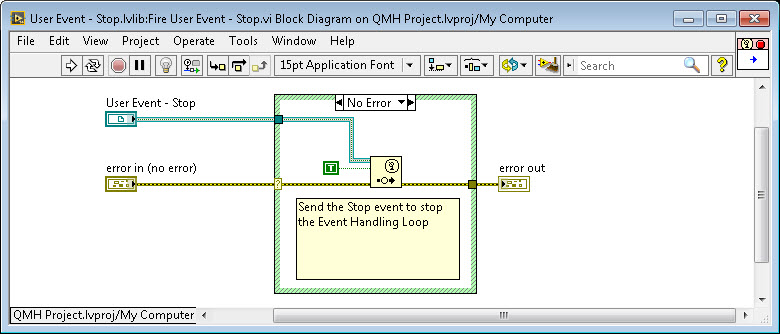 User Event - Stop.lvlib:Fire User Event - Stop.vi Block Diagram on QMH Project.lvproj/My Computer
File Edit View Project Operate Tools Window Help
15pt Application Font
Search
?
User Event - Stop
No Error
T
error in (no error)
?
error out
Send the Stop event to stop
the Event Handling Loop
QMH Project.lvproj/My Computer